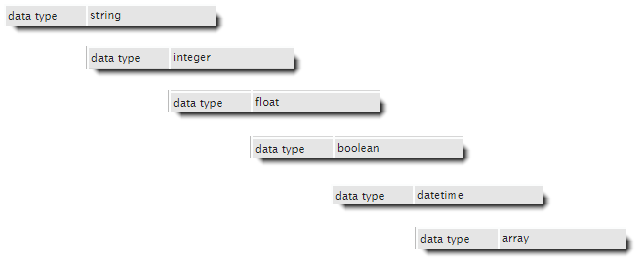 data type string
data type integer
data type float
data type boolean
data type datetime
data type array